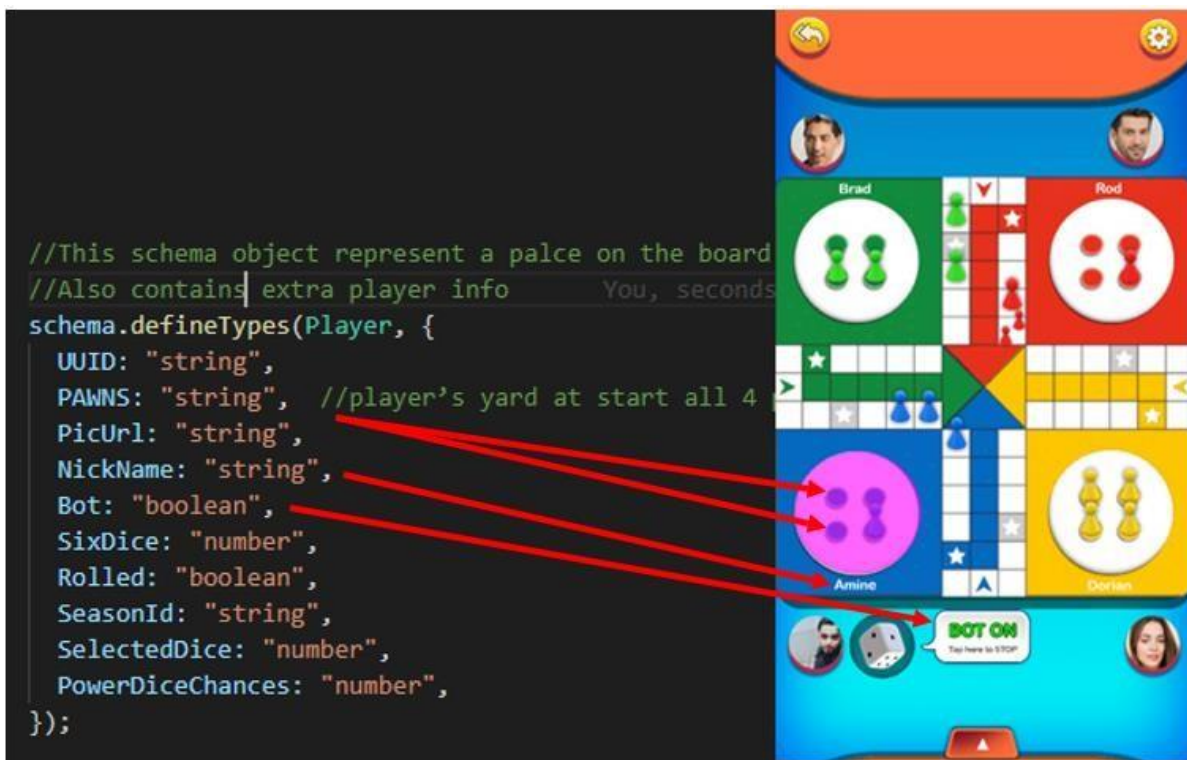 //This schema object represent a palce on the board
//Also contains extra player info You, seconds
schema.defineTypes(Player, {
UUID: "string",
PAWNS: "string", //player's yard at start all 4
PicUrl: "string",
NickName: "string",
Bot: "boolean",
SixDice: "number",
Rolled: "boolean",
SeasonId: "string",
SelectedDice: "number",
PowerDiceChances: "number",
});
Brad
Rod
Amine
Dorian
BOT ON
Tap here to STOP